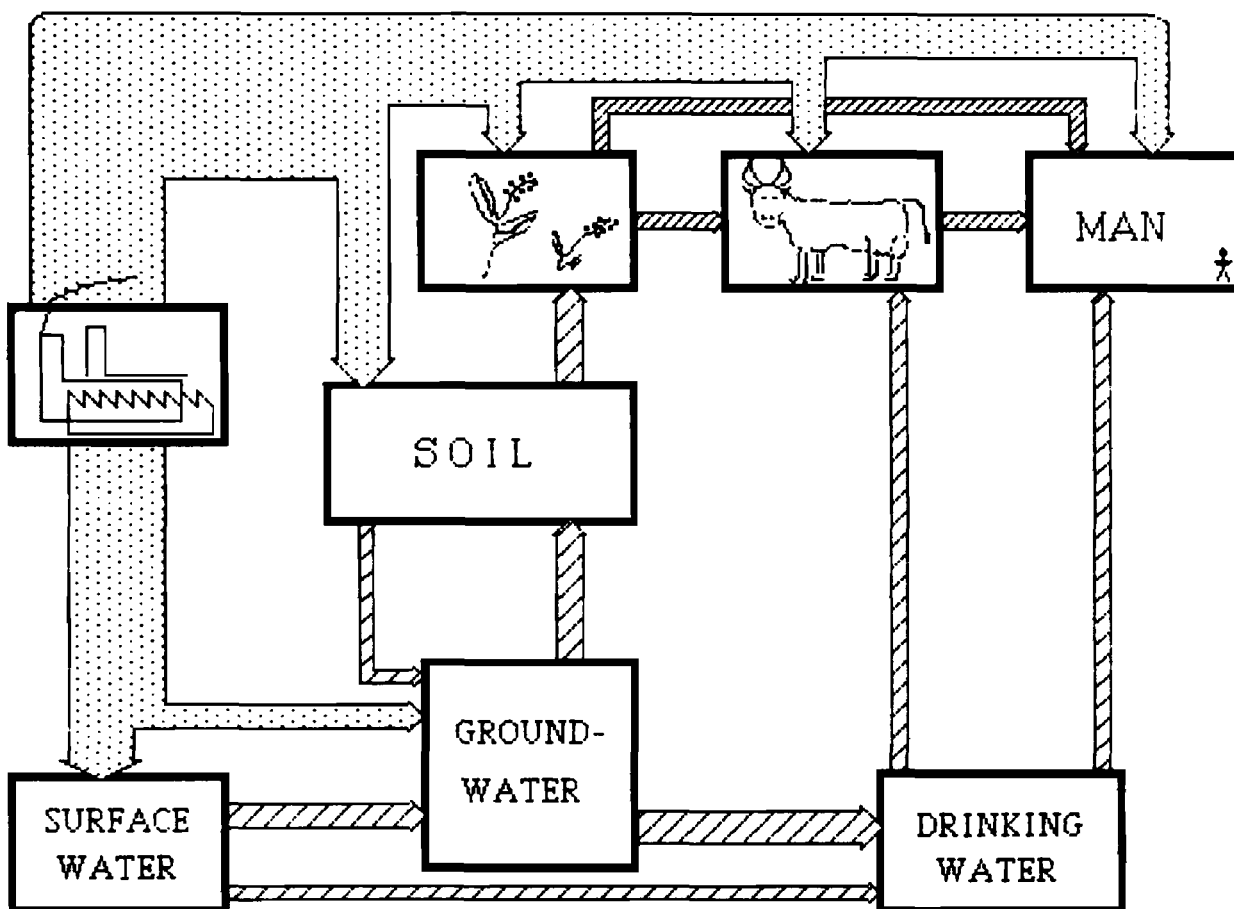 MAN
SOIL
GROUND-
WATER
SURFACE
WATER
DRINKING
WATER